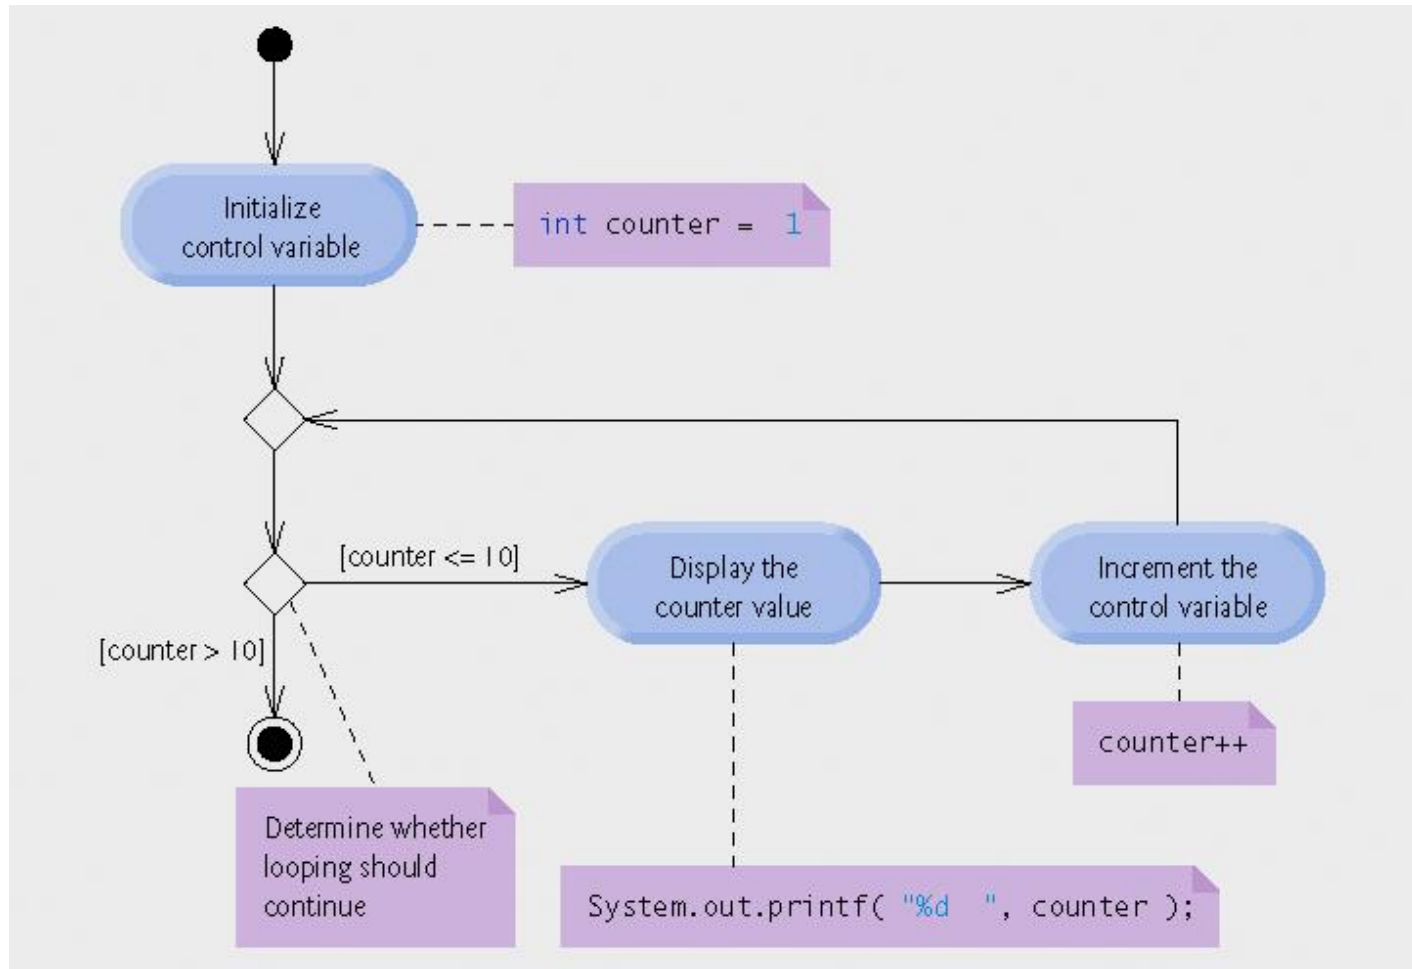 Initialize
control variable
int counter =  1
[counter <= 10]
Display the
counter value
Increment the
control variable
[counter > 10]
counter++
Determine whether
looping should
continue
System.out.printf( "%d  ", counter );